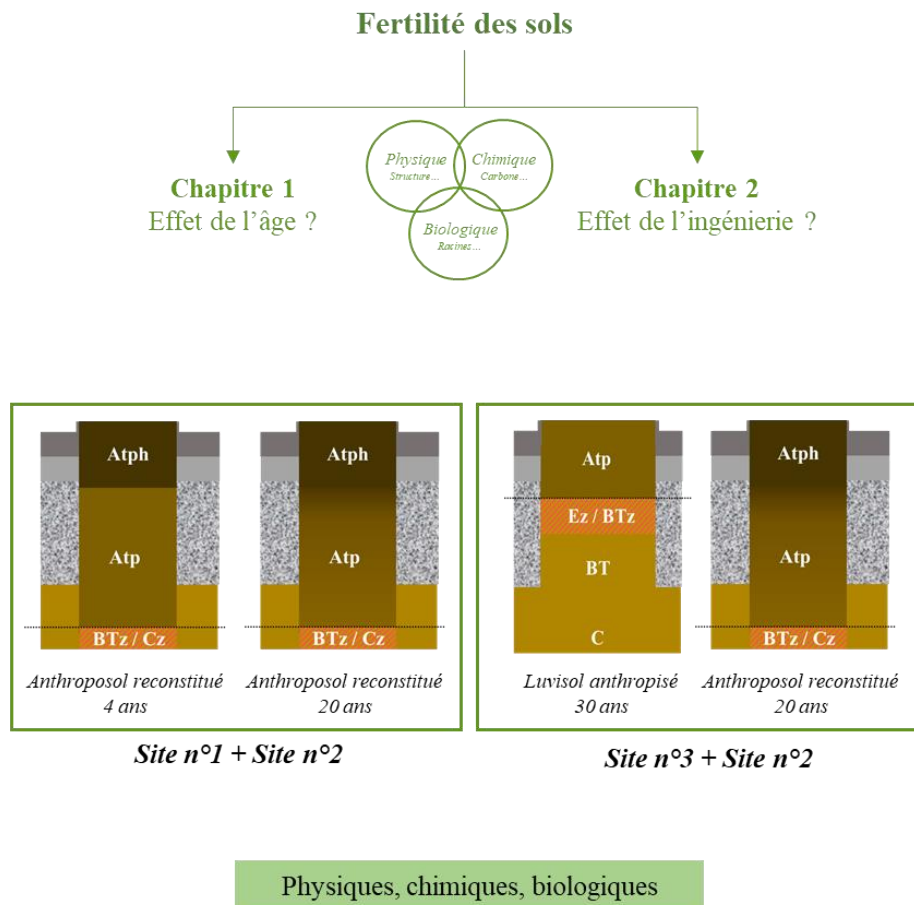 Fertilité des sols
Physique
Structure…
Chimique
Carbone…
Biologique
Racines…
Chapitre 1
Effet de l'âge ?
Chapitre 2
Effet de l'ingénierie ?
Atph
Atp
BTz / Cz
Anthroposol reconstitué
4 ans
Atph
Atp
BTz / Cz
Anthroposol reconstitué
20 ans
Site n°1 + Site n°2
Atp
Ez / BTz
BT
C
Luvisol anthropisé
30 ans
Atph
Atp
BTz / Cz
Anthroposol reconstitué
20 ans
Site n°3 + Site n°2
Physiques, chimiques, biologiques